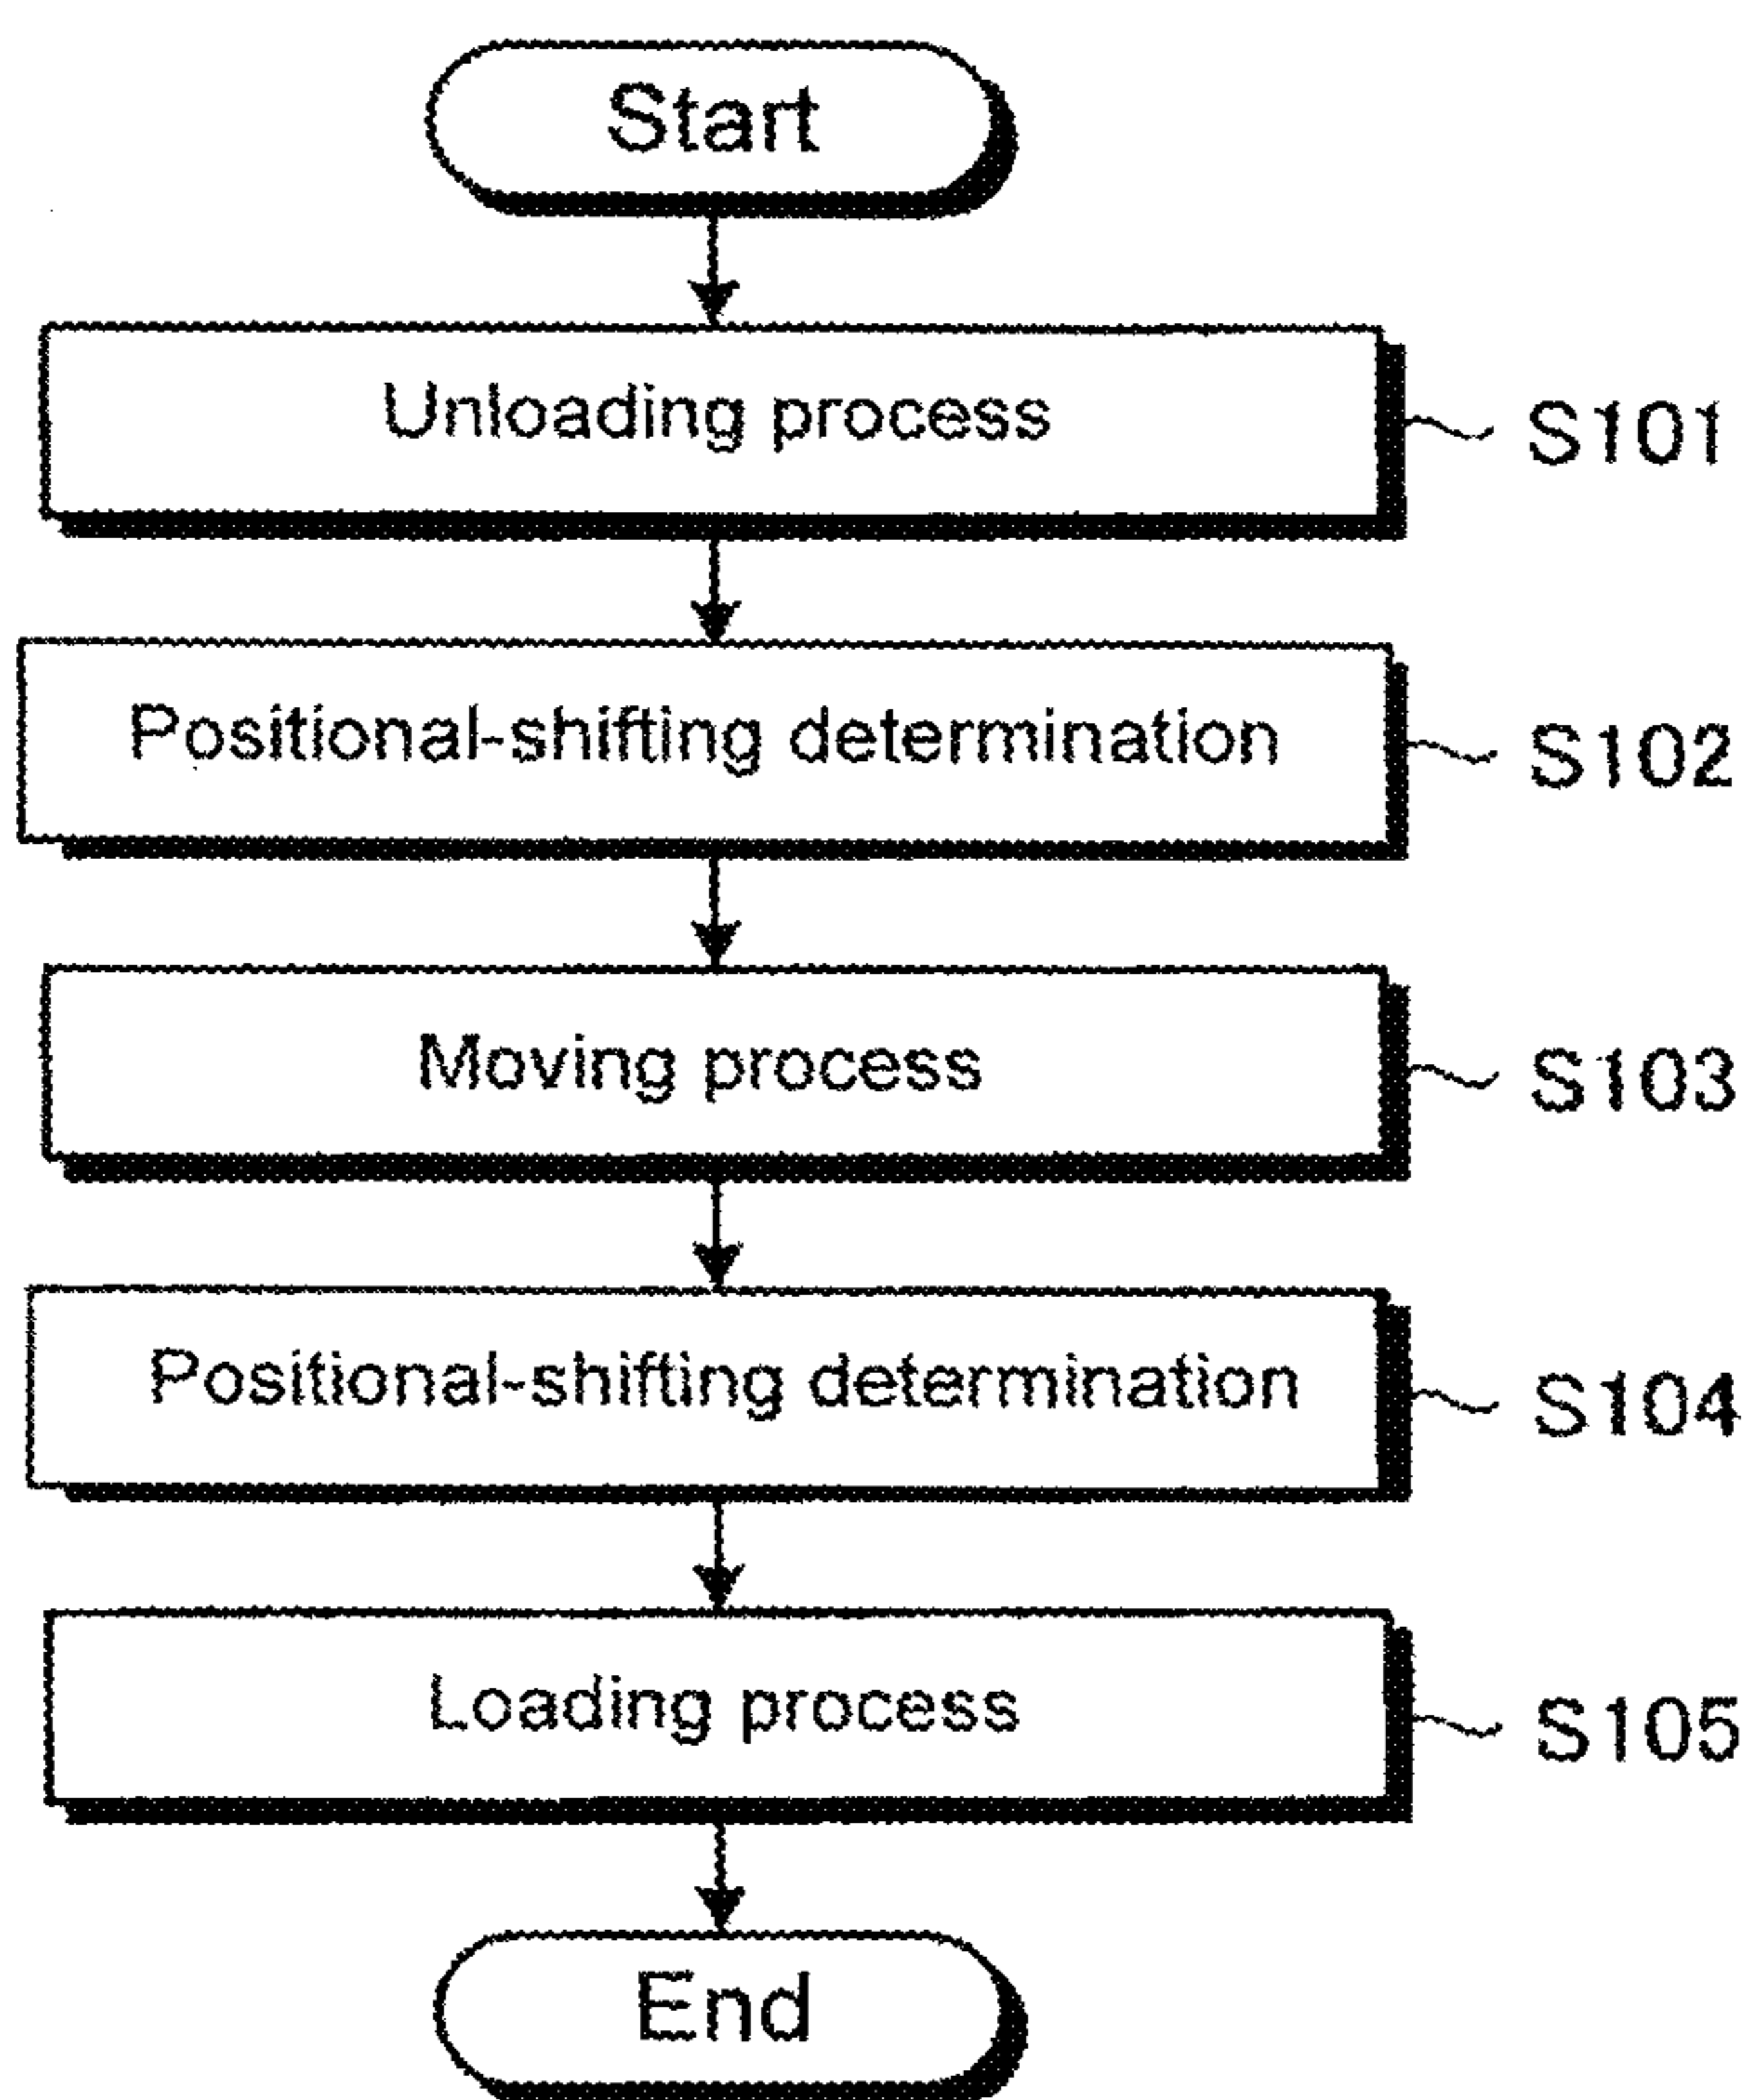 Start
Unloading process
S101
Positional-shifting determination
S102
Moving process
S103
Positional-shifting determination
S104
Loading process
S105
End